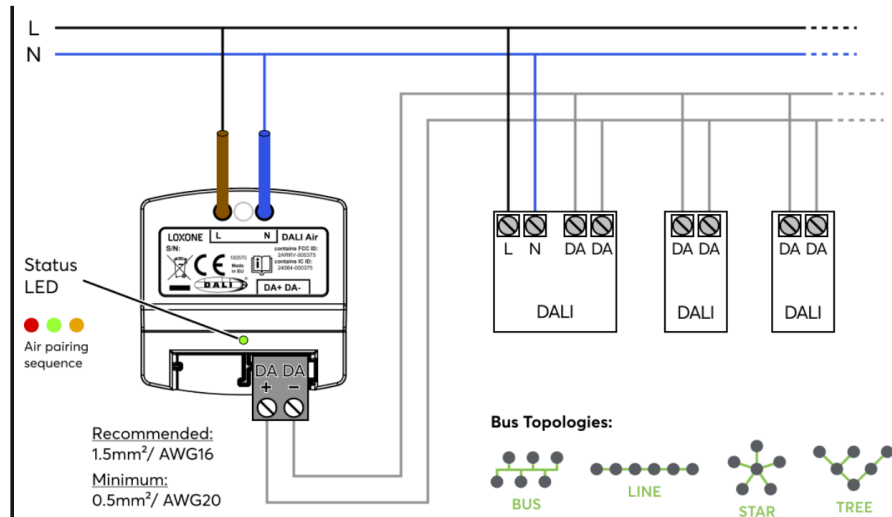 L
N
LOXONE
L
N
DALI Air
S/N:
100570
Made
in EU
contains FCC ID:
2ARRV-000375
contains IC ID:
24564-000375
DALI
DA+ DA-
Status
LED
Air pairing
sequence
DA DA
+ −
Recommended:
1.5mm²/ AWG16
Minimum:
0.5mm²/ AWG20
L N DA DA
DALI
DA DA
DALI
DA DA
DALI
Bus Topologies:
BUS
LINE
STAR
TREE